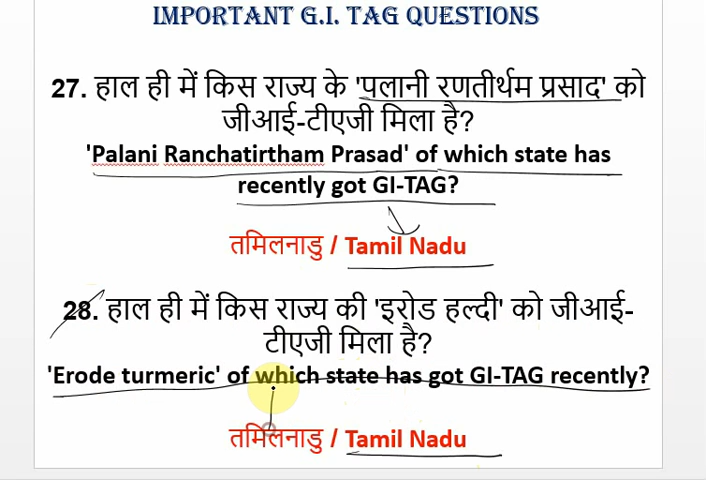 IMPORTANT G.I. TAG QUESTIONS
27. हाल ही में किस राज्य के 'पलानी रणतीर्थम प्रसाद' को
जीआई-टीएजी मिला है?
'Palani Ranchatirtham Prasad' of which state has
recently got GI-TAG?
तमिलनाडु / Tamil Nadu
28. हाल ही में किस राज्य की 'इरोड हल्दी' को जीआई-
टीएजी मिला है?
'Erode turmeric' of which state has got GI-TAG recently?
तमिलनाडु / Tamil Nadu